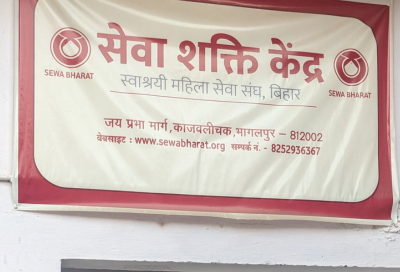 सेवा शक्ति केंद्र
SEWA BHARAT
SEWA BHARAT
स्वाश्रयी महिला सेवा संघ, बिहार
जय प्रभा मार्ग,काजवलीचक,भागलपुर – 812002
वेबसाइट : www.sewabharat.org सम्पर्क नं. - 8252936367